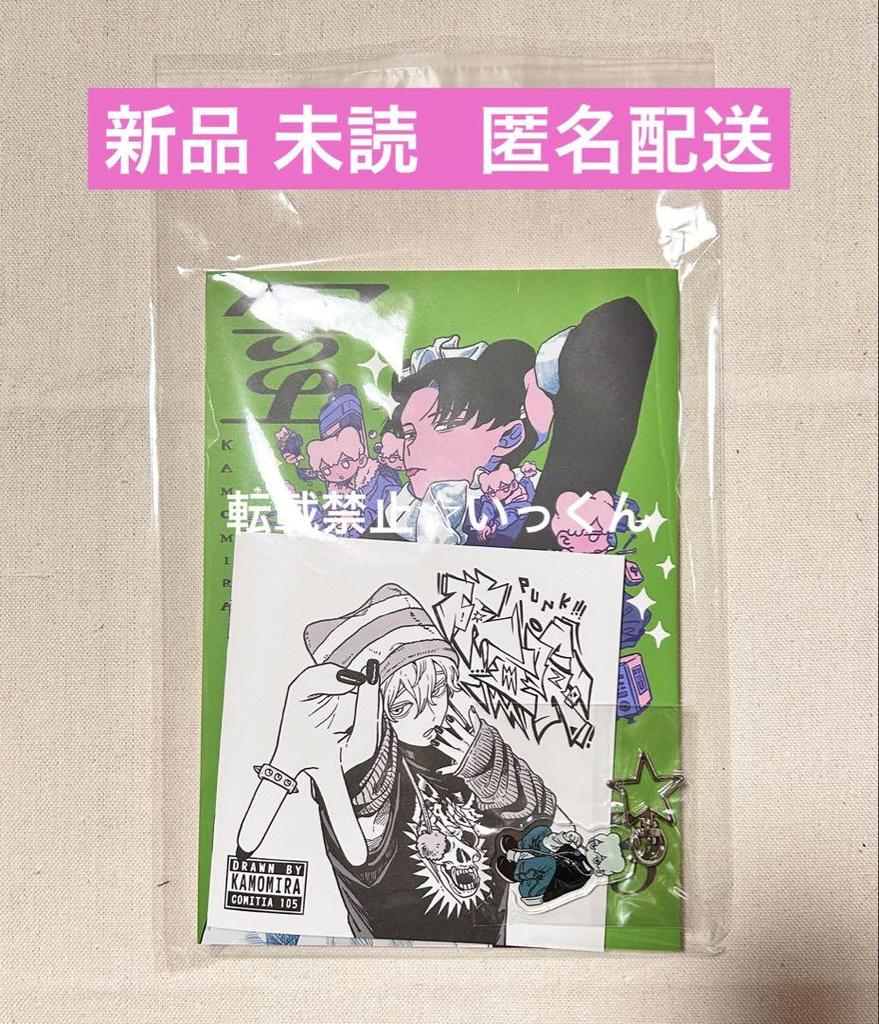 新品 未読 匿名配送
KAMOMIRA
転載禁止☆いっくん
PUNK!!!
DRAWN BY
KAMOMIRA
COMITIA 105